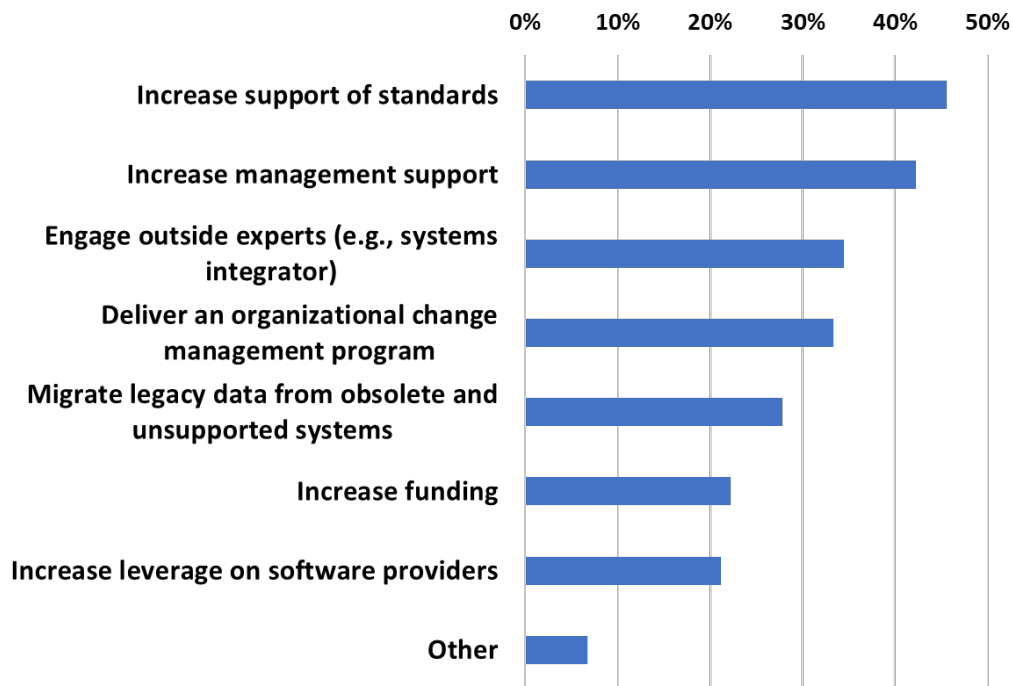 0% 10% 20% 30% 40% 50%
Increase support of standards
Increase management support
Engage outside experts (e.g., systems
integrator)
Deliver an organizational change
management program
Migrate legacy data from obsolete and
unsupported systems
Increase funding
Increase leverage on software providers
Other